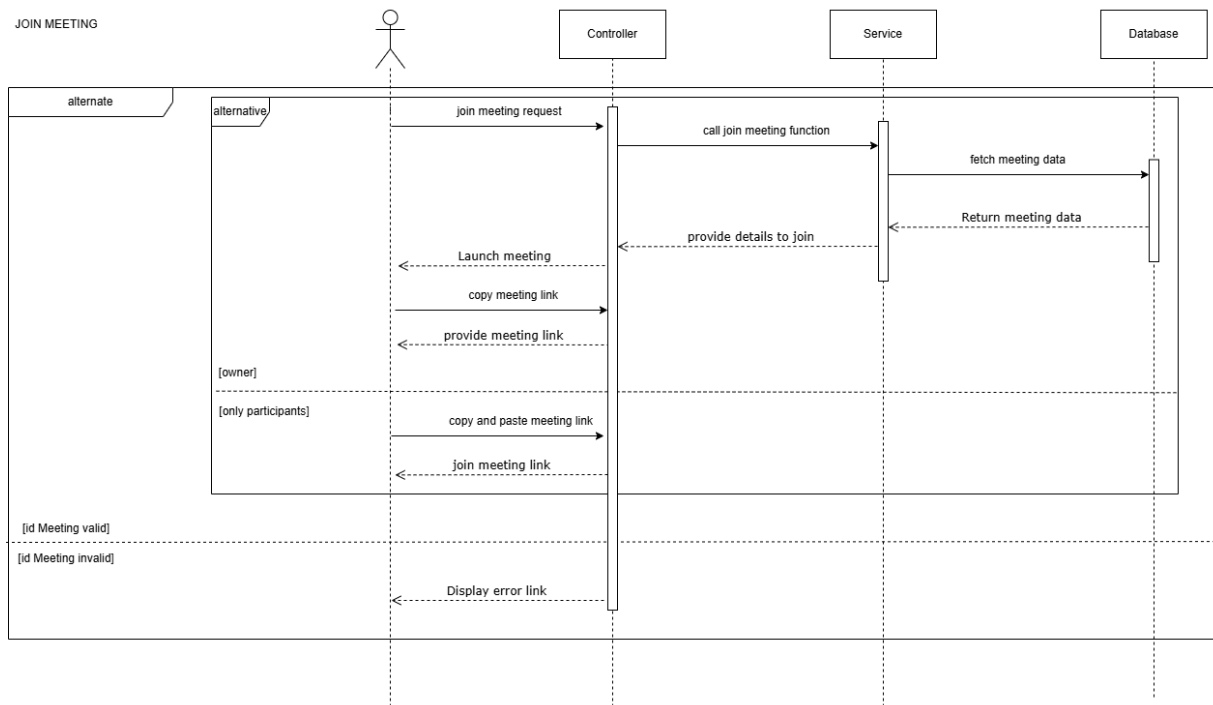 JOIN MEETING
Controller
Service
Database
alternate
alternative
join meeting request
call join meeting function
fetch meeting data
Return meeting data
provide details to join
Launch meeting
copy meeting link
provide meeting link
[owner]
[only participants]
copy and paste meeting link
join meeting link
[id Meeting valid]
[id Meeting invalid]
Display error link